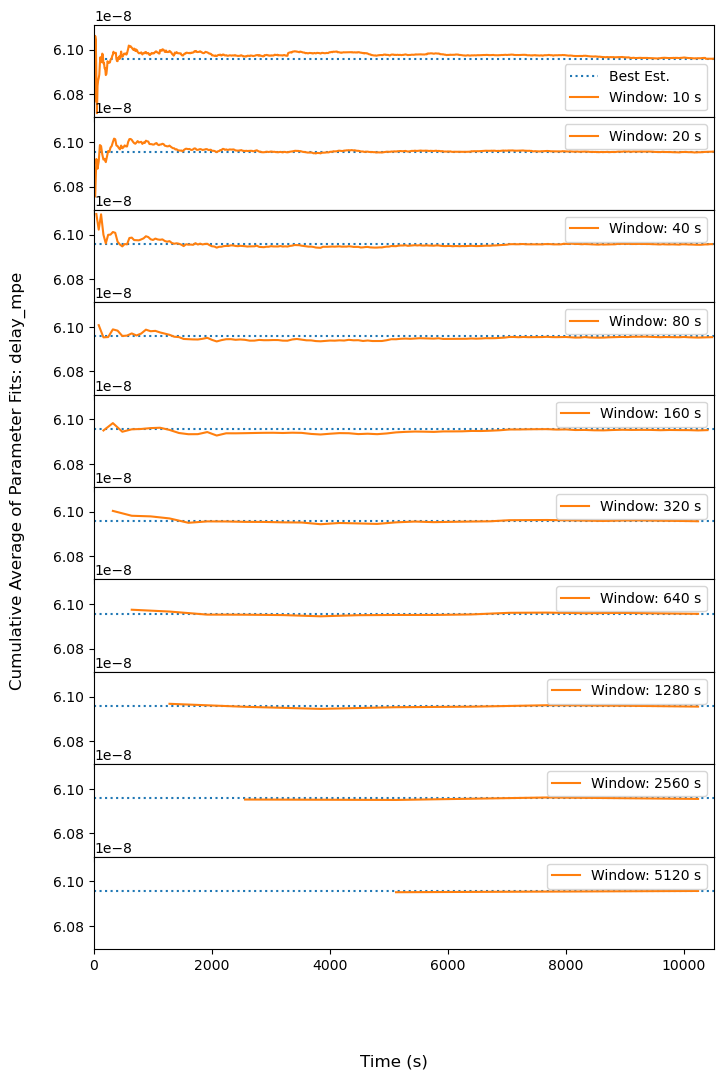 1e−8
6.10
6.08
Best Est.
Window: 10 s
1e−8
6.10
6.08
Window: 20 s
1e−8
6.10
6.08
Window: 40 s
1e−8
6.10
6.08
Window: 80 s
1e−8
6.10
6.08
Window: 160 s
1e−8
6.10
6.08
Window: 320 s
1e−8
6.10
6.08
Window: 640 s
1e−8
6.10
6.08
Window: 1280 s
1e−8
6.10
6.08
Window: 2560 s
1e−8
6.10
6.08
Window: 5120 s
0 2000 4000 6000 8000 10000
Time (s)
Cumulative Average of Parameter Fits: delay_mpe